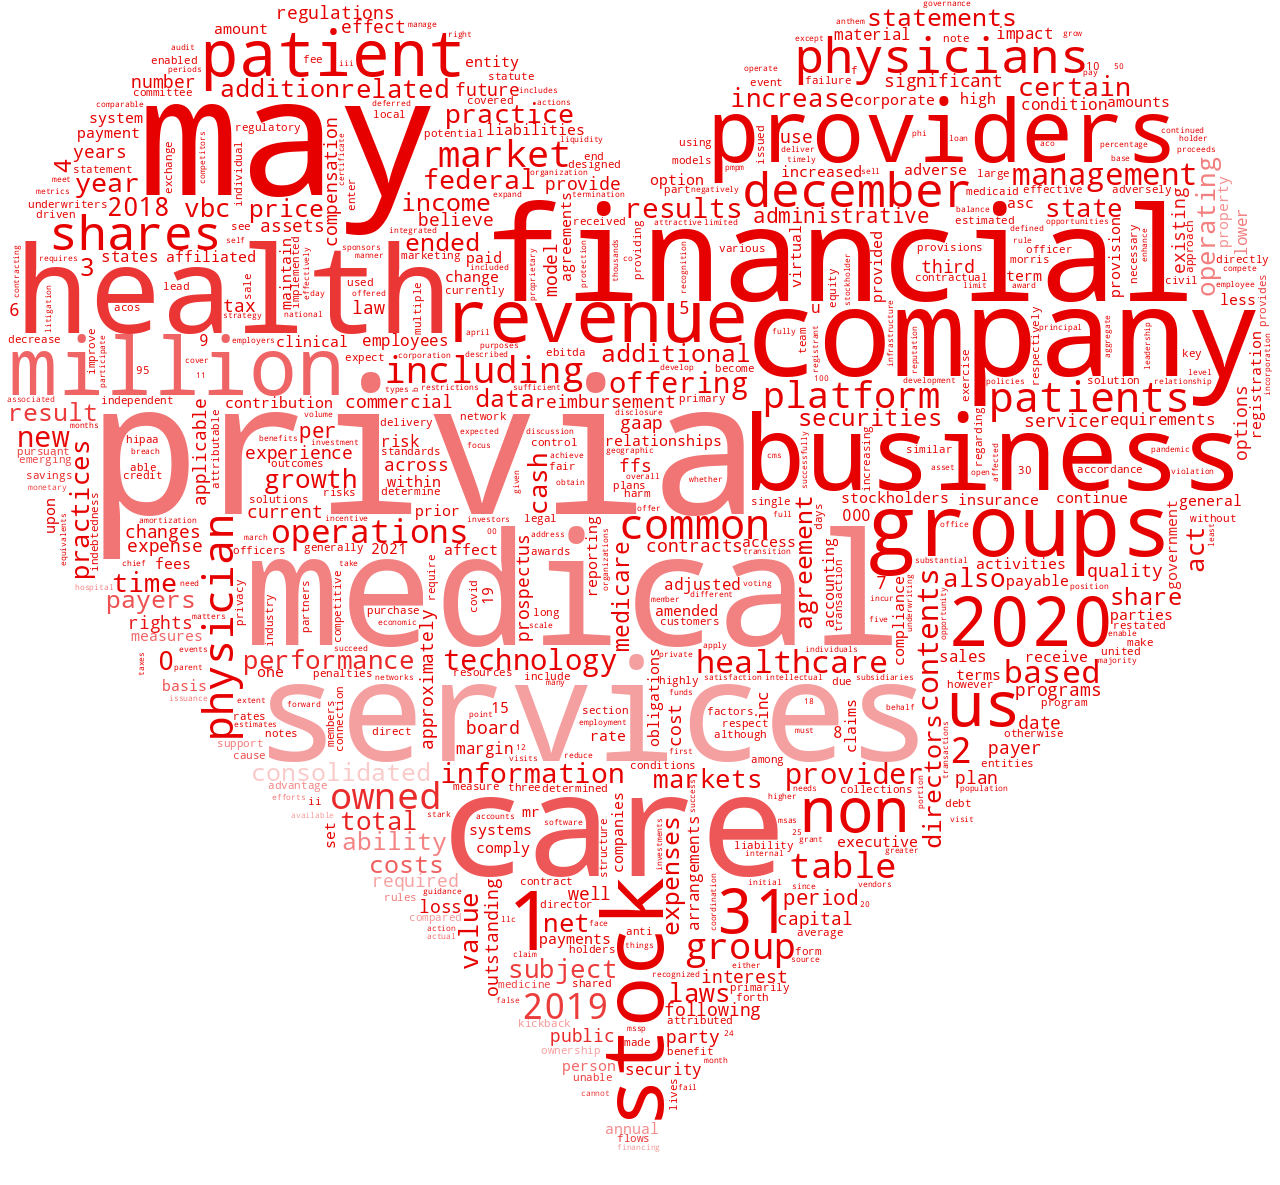 governance
regulations
anthem
statements
amount
effect
manage
right
material
impact
grow
audit
patient
except
note
enabled
fee
iii
entity
physicians
10
50
periods
number
statute
operate
f
pay
committee
addition
related
future
includes
event
failure
significant
certain
comparable
may
deferred
covered
actions
increase
corporate
high
condition
amounts
system
local
practice
providers
continued
payment
regulatory
potential
liabilities
liquidity
using
issued
use
phi
loan
aco
percentage
holder
years
exchange
competitors
individual
compensation
certificate
market
end
models
deliver
timely
base
proceeds
4
statement
organization
designed
option
pmpm
increased
sell
adverse
large
management
meet
year
enter
federal
provide
termination
part
negatively
december
medicaid
effective
adversely
metrics
expand
operating
property
underwriters
2018
vbc
price
income
received
results
attractive
limited
balance
asc
state
driven
see
assets
believe
agreements
administrative
estimated
opportunities
defined
existing
approach
lower
shares
self
integrated
providing
financial
provisions
rule
officer
necessary
enhance
3
states
affiliated
sponsors
manner
ended
model
various
virtual
provided
third
morris
provision
civil
directly
contracting
requires
marketing
paid
proprietary
protection
thousands
co
recognition
equity
stockholder
contractual
term
award
compete
health
lead
sale
maintain
implemented
effectively
change
included
limit
less
employee
provides
6
litigation
acos
tax
day
used
offered
law
multiple
currently
revenue
5
u
infrastructure
reputation
company
principal
aggregate
leadership
registration
incorporation
strategy
national
april
purposes
team
registrant
fully
respectively
decrease
improve
participate
9
employers
clinical
employees
described
ebitda
additional
become
key
million
cover
expect
corporation
including
develop
100
development
exercise
policies
solution
level
relationship
95
11
types
restrictions
sufficient
offering
platform
patients
options
associated
independent
contribution
commercial
data
reimbursement
primary
result
months
privia
volume
delivery
network
disclosure
securities
service
requirements
new
hipaa
applicable
attributable
per
risk
expected
discussion
gaap
relationships
business
pursuant
breach
benefits
investment
standards
focus
achieve
control
geographic
cms
successfully
increasing
similar
regarding
affected
pandemic
emerging
practices
able
experience
outcomes
across
cash
fair
ffs
overall
asset
open
30
accordance
violation
savings
credit
growth
within
given
obtain
plans
whether
single
monetary
solutions
risks
determine
harm
stockholders
insurance
continue
general
upon
indebtedness
amortization
current
incentive
prior
investors
legal
offer
full
days
000
groups
office
without
equivalents
changes
physician
march
operations
00
address
common
access
act
government
least
expense
officers
generally
2021
affect
awards
reporting
contracts
transition
accounting
transaction
substantial
activities
chief
fees
take
prospectus
organizations
medicare
agreement
quality
hospital
time
need
privacy
industry
partners
competitive
require
covid
19
medical
adjusted
voting
7
incur
compliance
underwriting
opportunity
also
payable
position
payers
matters
purchase
long
member
different
amended
five
contents
2020
share
rights
economic
scale
customers
parties
measures
restated
events
succeed
apply
individuals
enable
make
taxes
0
parent
performance
approximately
technology
private
healthcare
sales
receive
united
majority
basis
one
penalties
networks
resources
include
obligations
highly
satisfaction
intellectual
due
subsidiaries
terms
based
issuance
extent
forward
services
many
funds
however
programs
rates
members
connection
15
section
cost
factors
inc
18
behalf
us
program
estimates
notes
direct
point
employment
respect
must
claims
directors
date
support
board
rate
although
8
otherwise
cause
margin
12
visits
reduce
first
among
transactions
2
payer
entities
consolidated
information
conditions
markets
provider
plan
advantage
measure
three
determined
needs
collections
portion
population
efforts
ii
owned
higher
success
non
debt
available
set
total
stark
accounts
mr
software
structure
companies
investments
msas
25
grant
visit
ability
systems
care
executive
comply
liability
greater
costs
internal
required
contract
expenses
arrangements
coordination
table
guidance
value
outstanding
well
stock
initial
since
vendors
rules
loss
director
31
period
20
compared
llc
1
net
face
capital
action
anti
actual
payments
average
holders
things
group
form
claim
either
source
subject
recognized
interest
medicine
shared
laws
primarily
false
forth
2019
following
kickback
attributed
mssp
public
made
party
24
ownership
benefit
person
month
unable
security
cannot
fail
lives
annual
flows
financing